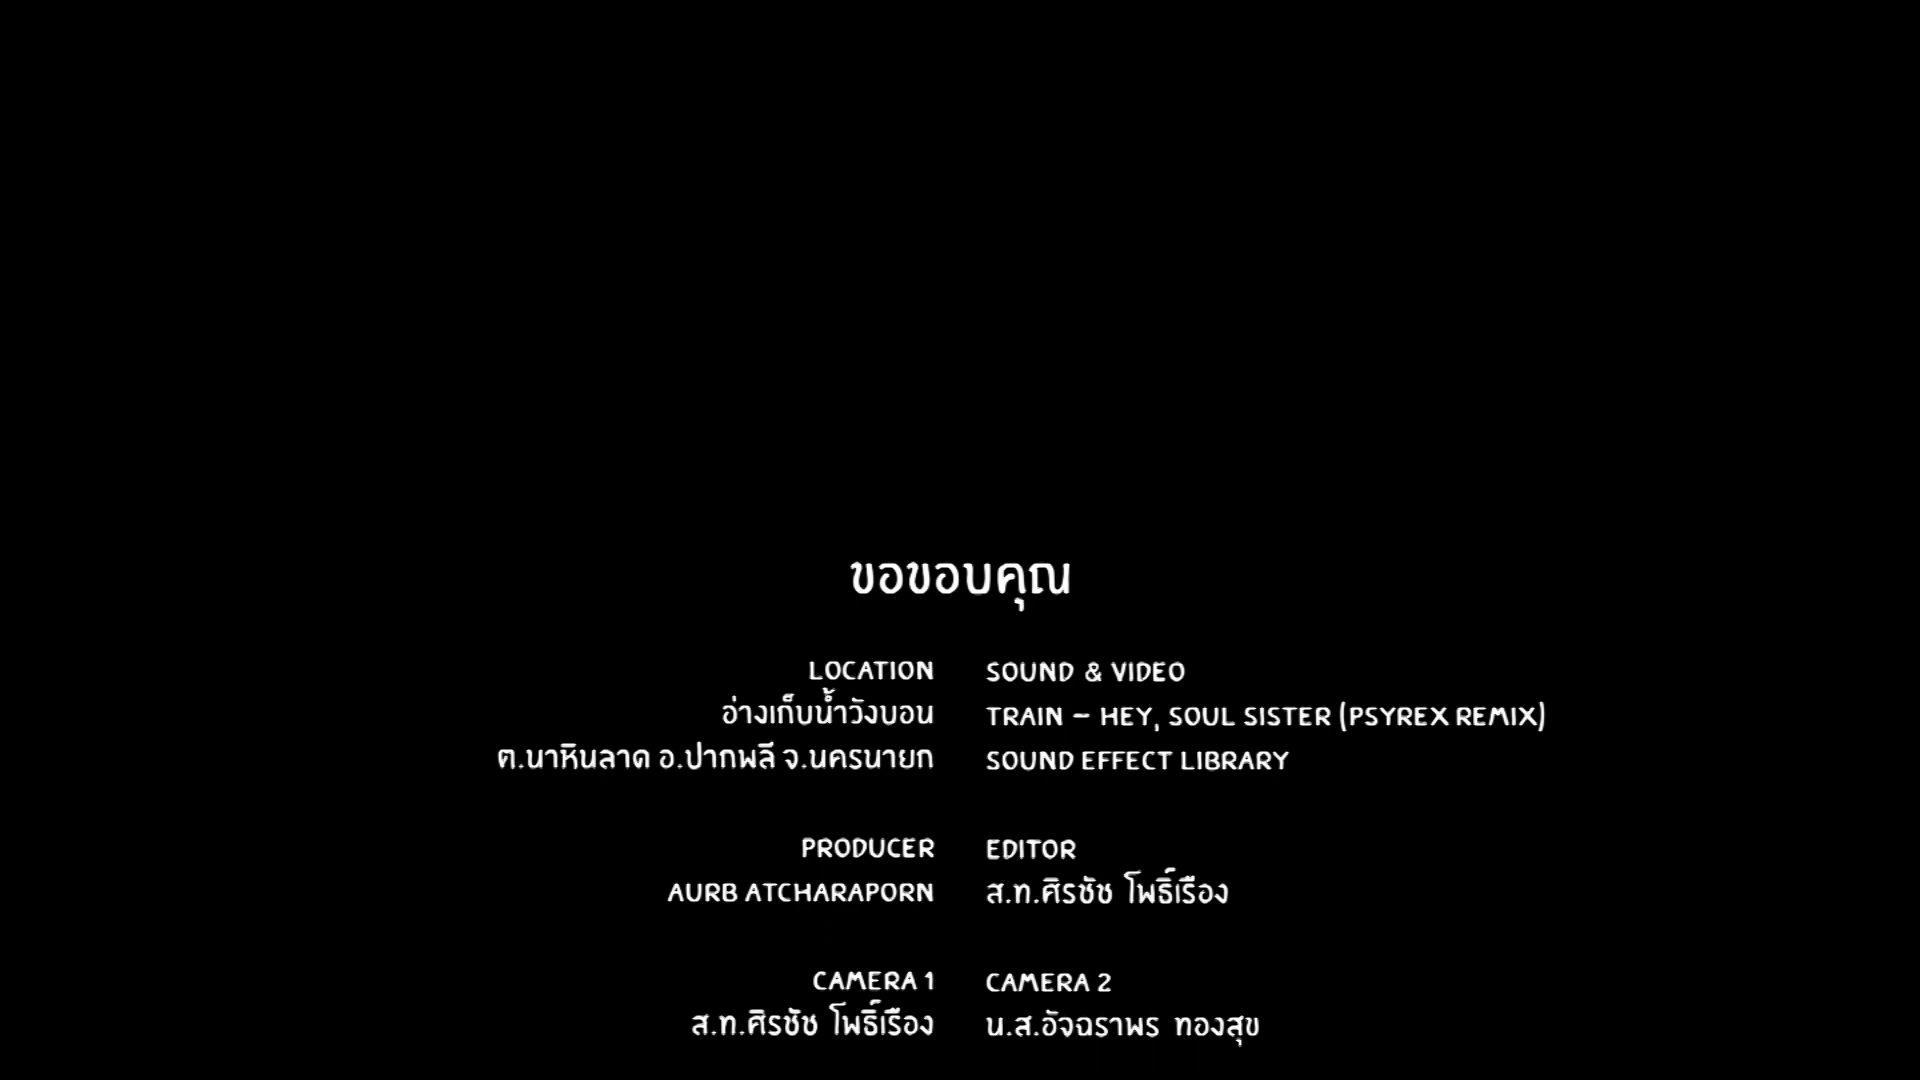 ขอขอบคุณ
LOCATION
อ่างเก็บน้ำวังบอน
ต.นาหินลาด อ.ปากพลี จ.นครนายก
SOUND & VIDEO
TRAIN - HEY, SOUL SISTER (PSYREX REMIX)
SOUND EFFECT LIBRARY
PRODUCER
AURB ATCHARAPORN
EDITOR
ส.ท.ศิรชัช โพธิ์เรือง
CAMERA 1
ส.ท.ศิรชัช โพธิ์เรือง
CAMERA 2
น.ส.อัจฉราพร ทองสุข